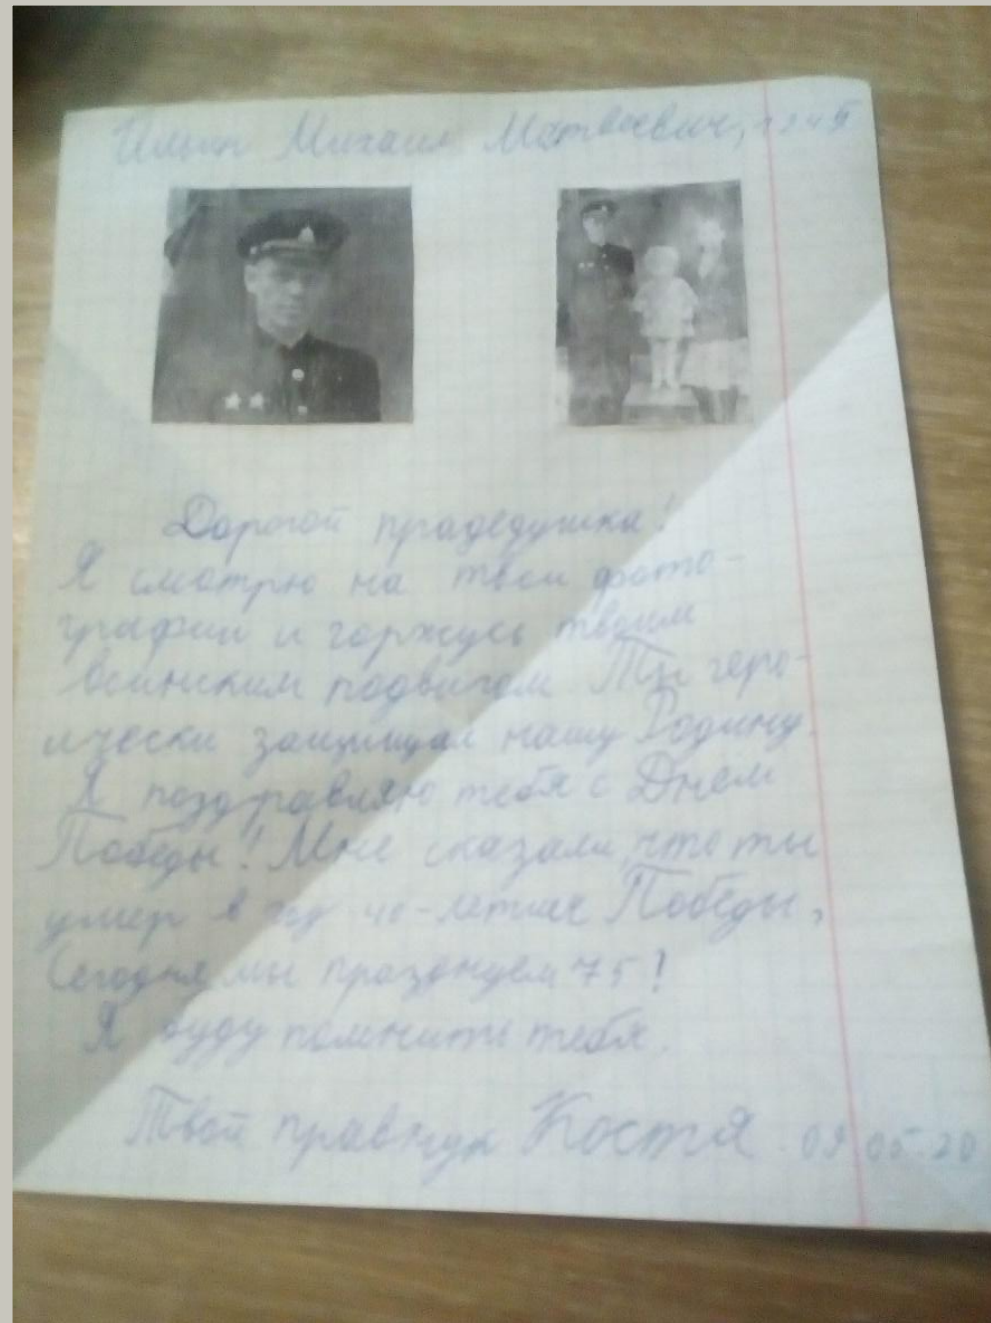 Ильин Михаил Матвеевич,
Дорогой прадедушка!
Я смотрю на твои фото-
графии и горжусь твоим
воинским подвигом Ты геро-
ически защищал нашу Родину.
Я поздравляю тебя с Днем
Победы! Мне сказали, что ты
умер в год 40-летия Победы,
Сегодня мы празднуем 75!
Я буду помнить тебя.
Твой правнук Костя 09.05.20